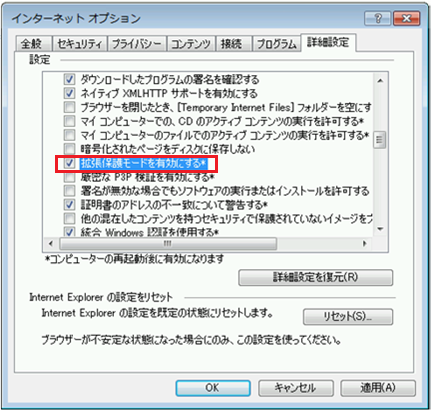 インターネット オプション
全般 セキュリティ プライバシー コンテンツ 接続 プログラム 詳細設定
設定
ダウンロードしたプログラムの署名を確認する
ネイティブ XMLHTTP サポートを有効にする
ブラウザーを閉じたとき、[Temporary Internet Files] フォルダーを空にす
マイ コンピューターでの、CD のアクティブ コンテンツの実行を許可する*
マイ コンピューターのファイルでのアクティブ コンテンツの実行を許可する*
暗号化されたページをディスクに保存しない
拡張保護モードを有効にする*
厳密な P3P 検証を有効にする*
署名が無効な場合でもソフトウェアの実行またはインストールを許可する
証明書のアドレスの不一致について警告する*
他の混在したコンテンツを持つセキュリティで保護されていないイメージをブ
統合 Windows 認証を使用する*
*コンピューターの再起動後に有効になります
詳細設定を復元(R)
Internet Explorer の設定をリセット
Internet Explorer の設定を既定の状態にリセットします。
リセット(S)...
ブラウザーが不安定な状態になった場合にのみ、この設定を使ってください。
OK キャンセル 適用(A)